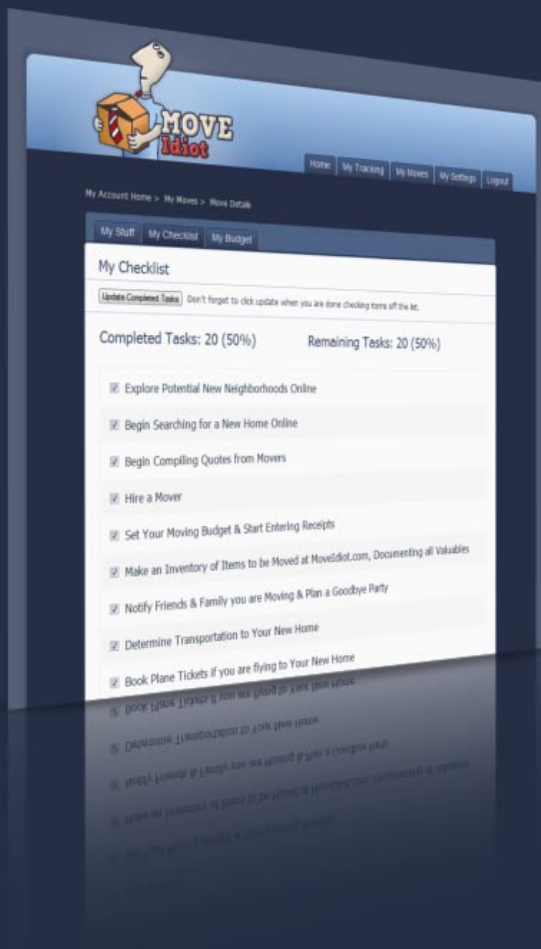 MOVE
Idiot
Home My Tracking My Moves My Settings Logout
My Account Home > My Moves > Move Details
My Stuff My Checklist My Budget
My Checklist
Update Completed Tasks Don't forget to click update when you are done checking items off the list.
Completed Tasks: 20 (50%) Remaining Tasks: 20 (50%)
Explore Potential New Neighborhoods Online
Begin Searching for a New Home Online
Begin Compiling Quotes from Movers
Hire a Mover
Set Your Moving Budget & Start Entering Receipts
Make an Inventory of Items to be Moved at MoveIdiot.com, Documenting all Valuables
Notify Friends & Family you are Moving & Plan a Goodbye Party
Determine Transportation to Your New Home
Book Plane Tickets if you are flying to Your New Home